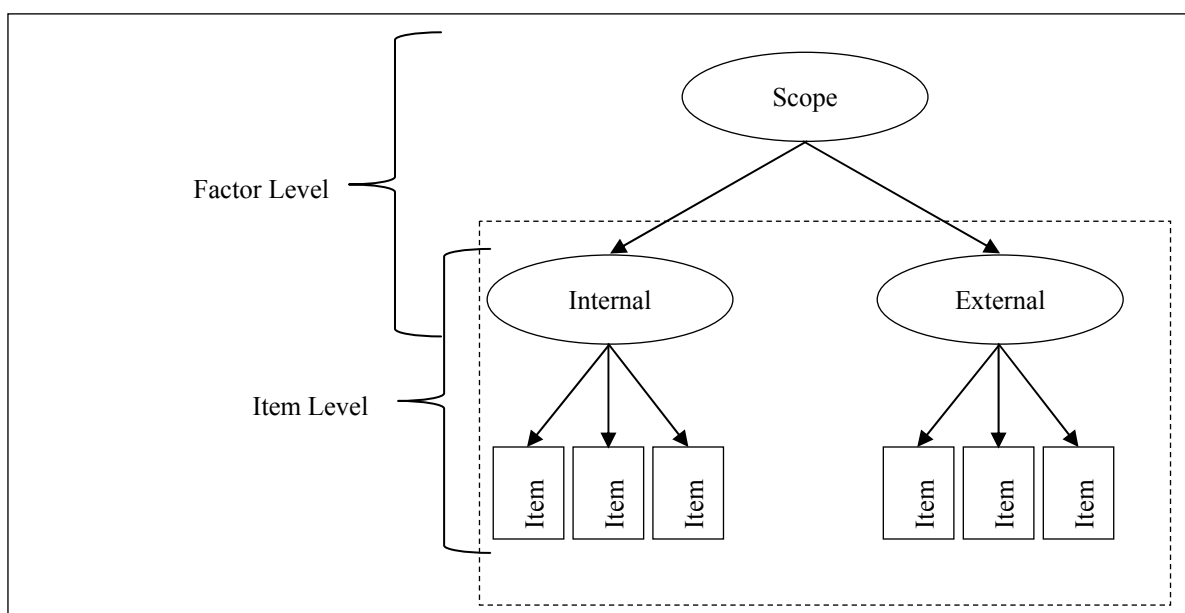 Scope
Factor Level
Internal
External
Item Level
Item
Item
Item
Item
Item
Item